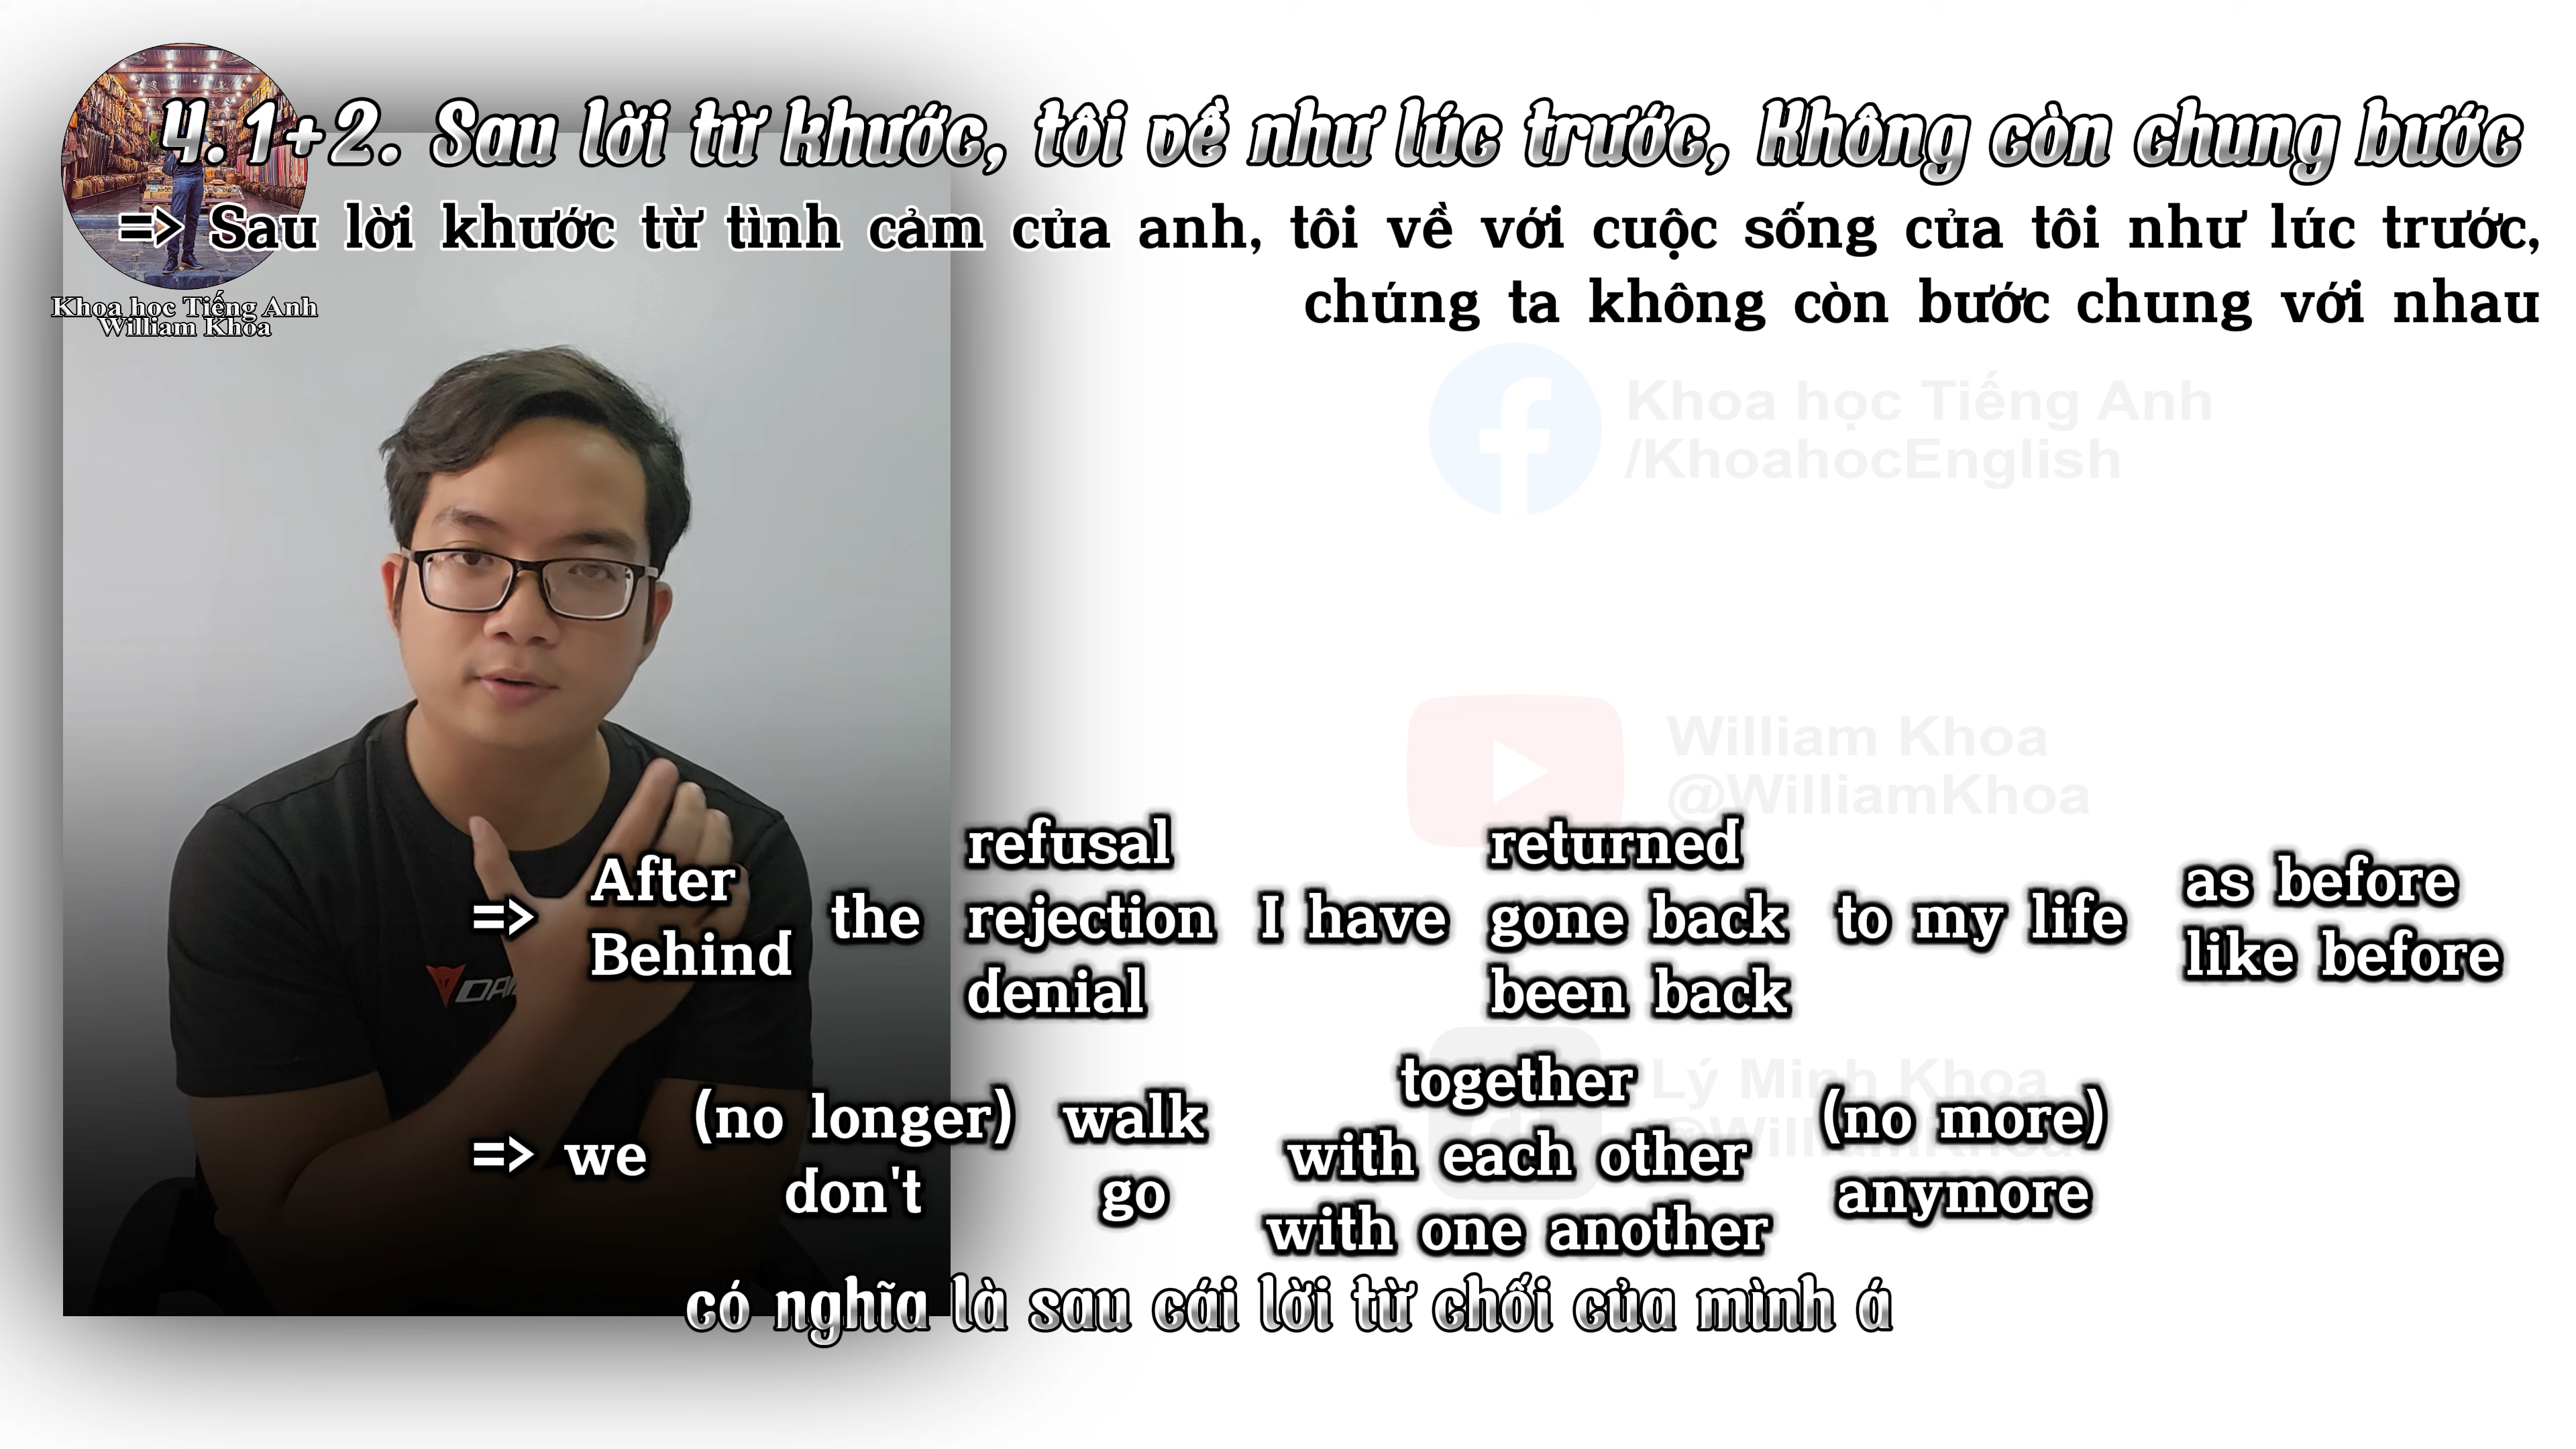 4.1+2. Sau lời từ khước, tôi về như lúc trước, Không còn chung bước
=> Sau lời khước từ tình cảm của anh, tôi về với cuộc sống của tôi như lúc trước,
chúng ta không còn bước chung với nhau
Khoa học Tiếng Anh
William Khoa
Khoa học Tiếng Anh
/KhoahocEnglish
William Khoa
@WilliamKhoa
refusal returned
After as before
=> the rejection I have gone back to my life
Behind like before
denial been back
DAI
together
Lý Minh Khoa
(no longer) walk (no more)
@WilliamKhoa
=> we with each other
don't go anymore
with one another
có nghĩa là sau cái lời từ chối của mình á